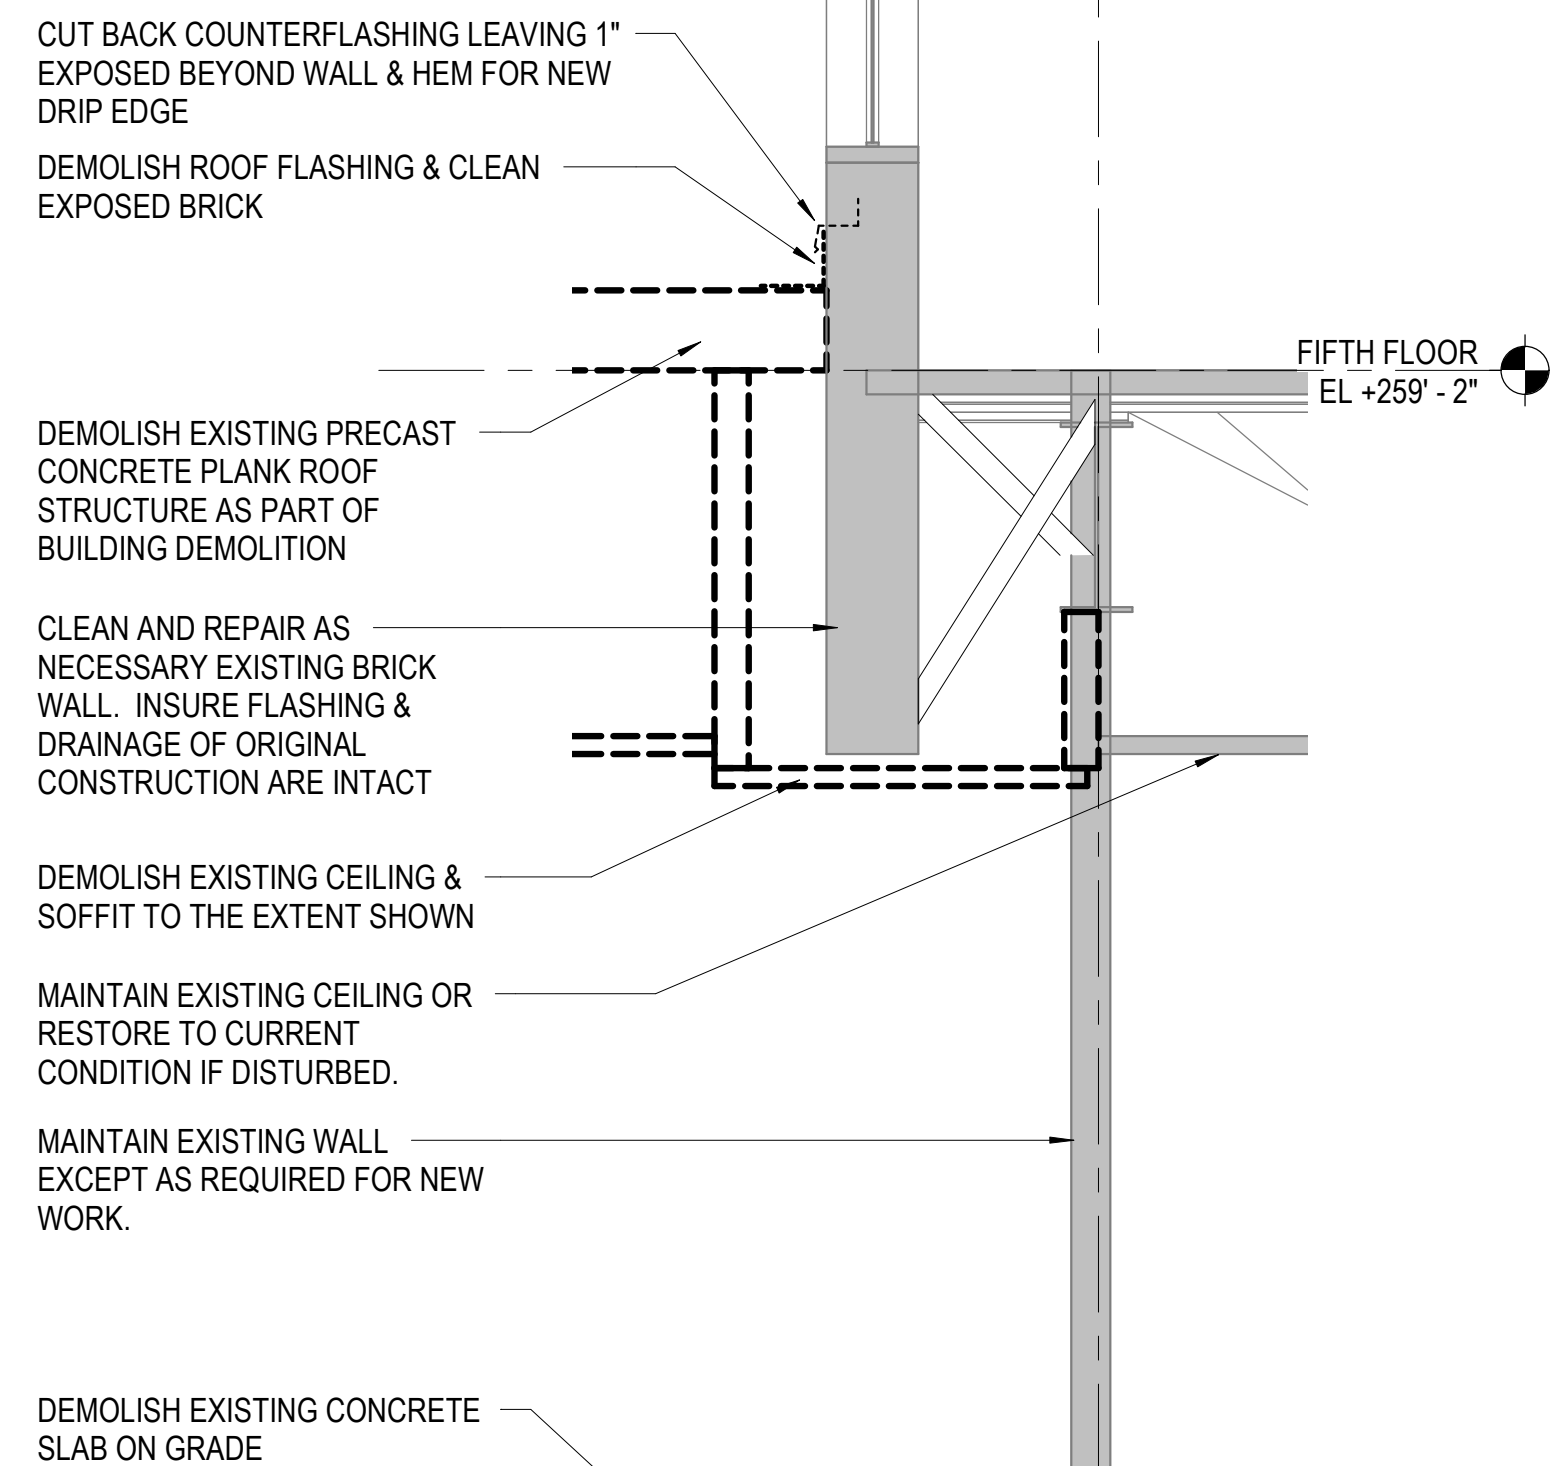 CUT BACK COUNTERFLASHING LEAVING 1"
EXPOSED BEYOND WALL & HEM FOR NEW
DRIP EDGE
DEMOLISH ROOF FLASHING & CLEAN
EXPOSED BRICK
FIFTH FLOOR
EL +259' - 2"
DEMOLISH EXISTING PRECAST
CONCRETE PLANK ROOF
STRUCTURE AS PART OF
BUILDING DEMOLITION
CLEAN AND REPAIR AS
NECESSARY EXISTING BRICK
WALL.  INSURE FLASHING &
DRAINAGE OF ORIGINAL
CONSTRUCTION ARE INTACT
DEMOLISH EXISTING CEILING &
SOFFIT TO THE EXTENT SHOWN
MAINTAIN EXISTING CEILING OR
RESTORE TO CURRENT
CONDITION IF DISTURBED.
MAINTAIN EXISTING WALL
EXCEPT AS REQUIRED FOR NEW
WORK.
DEMOLISH EXISTING CONCRETE
SLAB ON GRADE